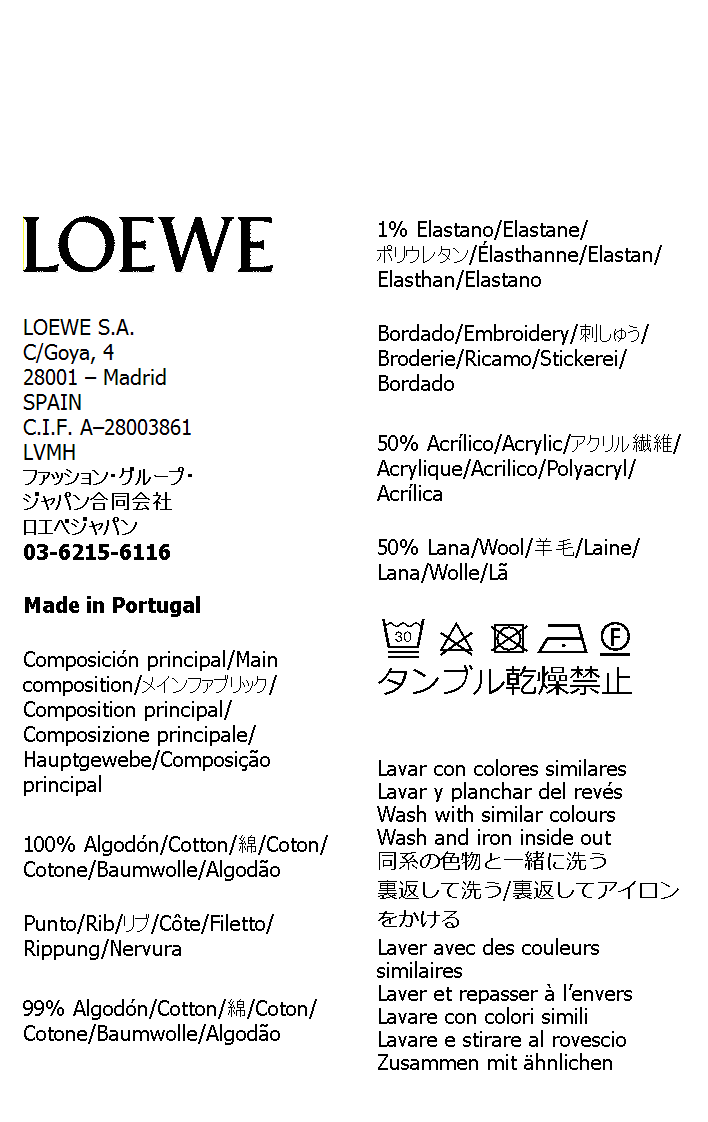 LOEWE
LOEWE S.A.
C/Goya, 4
28001 – Madrid
SPAIN
C.I.F. A–28003861
LVMH
ファッション・グループ・
ジャパン合同会社
ロエベジャパン
03-6215-6116
Made in Portugal
Composición principal/Main
composition/メインファブリック/
Composition principal/
Composizione principale/
Hauptgewebe/Composição
principal
100% Algodón/Cotton/綿/Coton/
Cotone/Baumwolle/Algodão
Punto/Rib/リブ/Côte/Filetto/
Rippung/Nervura
99% Algodón/Cotton/綿/Coton/
Cotone/Baumwolle/Algodão
1% Elastano/Elastane/
ポリウレタン/Élasthanne/Elastan/
Elasthan/Elastano
Bordado/Embroidery/刺しゅう/
Broderie/Ricamo/Stickerei/
Bordado
50% Acrílico/Acrylic/アクリル繊維/
Acrylique/Acrilico/Polyacryl/
Acrílica
50% Lana/Wool/羊毛/Laine/
Lana/Wolle/Lã
30 F
タンブル乾燥禁止
Lavar con colores similares
Lavar y planchar del revés
Wash with similar colours
Wash and iron inside out
同系の色物と一緒に洗う
裏返して洗う/裏返してアイロン
をかける
Laver avec des couleurs
similaires
Laver et repasser à l’envers
Lavare con colori simili
Lavare e stirare al rovescio
Zusammen mit ähnlichen